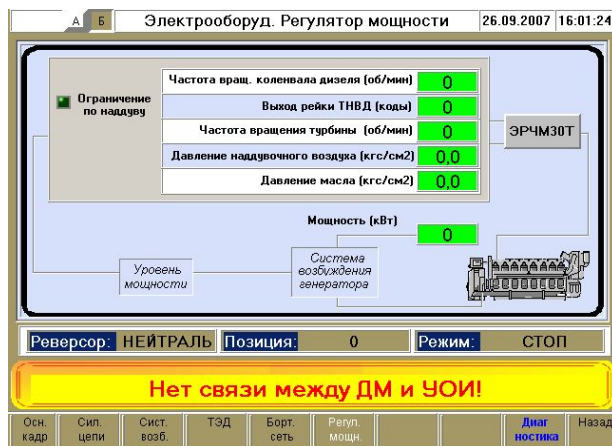 А Б Электрооборуд. Регулятор мощности 26.09.2007 16:01:24
Частота вращ. коленвала дизеля (об/мин) 0
Ограничение по наддуву
Выход рейки ТНВД (коды) 0
Частота вращения турбины (об/мин) 0
ЭРЧМ30Т
Давление наддувочного воздуха (кгс/см2) 0,0
Давление масла (кгс/см2) 0,0
Мощность (кВт)
0
Уровень мощности
Система возбуждения генератора
Реверсор: НЕЙТРАЛЬ Позиция: 0 Режим: СТОП
Нет связи между ДМ и УОИ!
Осн. кадр
Сил. цепи
Сист. возб.
ТЭД
Борт. сеть
Регул. мощн.
Диаг ностика
Назад